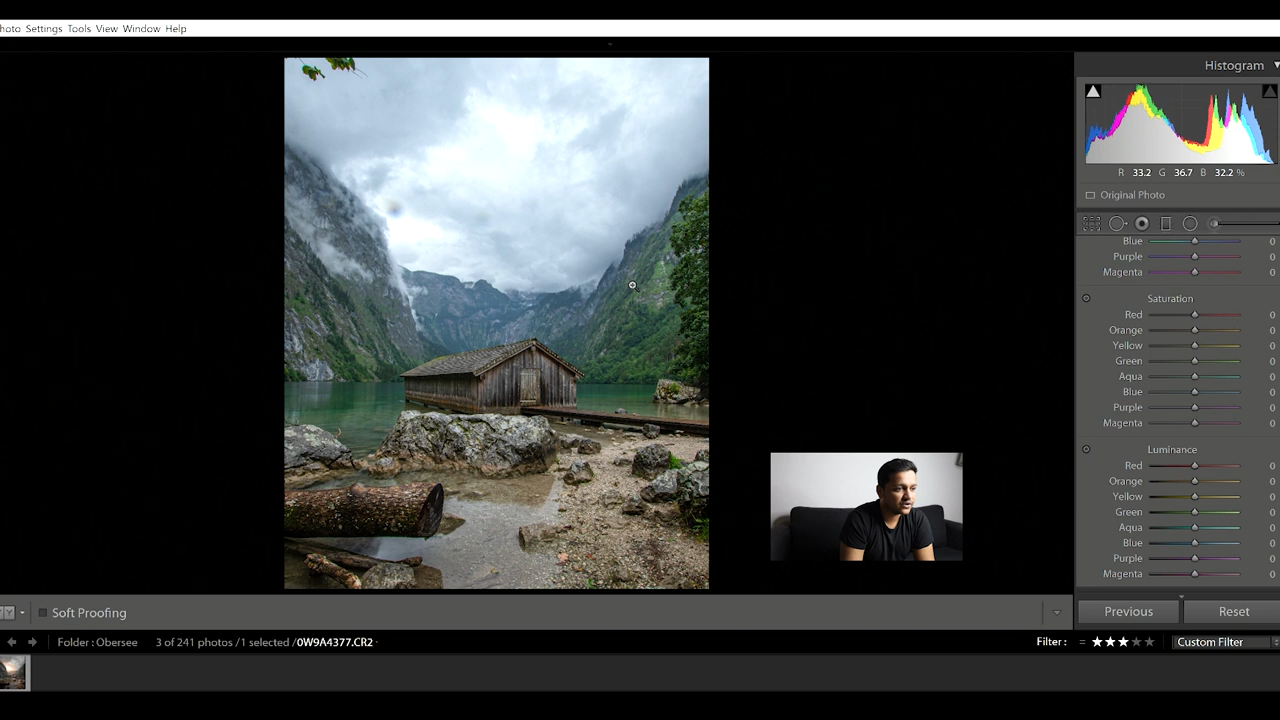 hoto Settings Tools View Window Help
Histogram
R 33.2 G 36.7 B 32.2 %
Original Photo
Blue 0
Purple 0
Magenta 0
Saturation
Red 0
Orange 0
Yellow 0
Green 0
Aqua 0
Blue 0
Purple 0
Magenta 0
Luminance
Red 0
Orange 0
Yellow 0
Green 0
Aqua 0
Blue 0
Purple 0
Magenta 0
Y Y Soft Proofing
Previous Reset
Folder : Obersee 3 of 241 photos / 1 selected / 0W9A4377.CR2
Filter : = Custom Filter